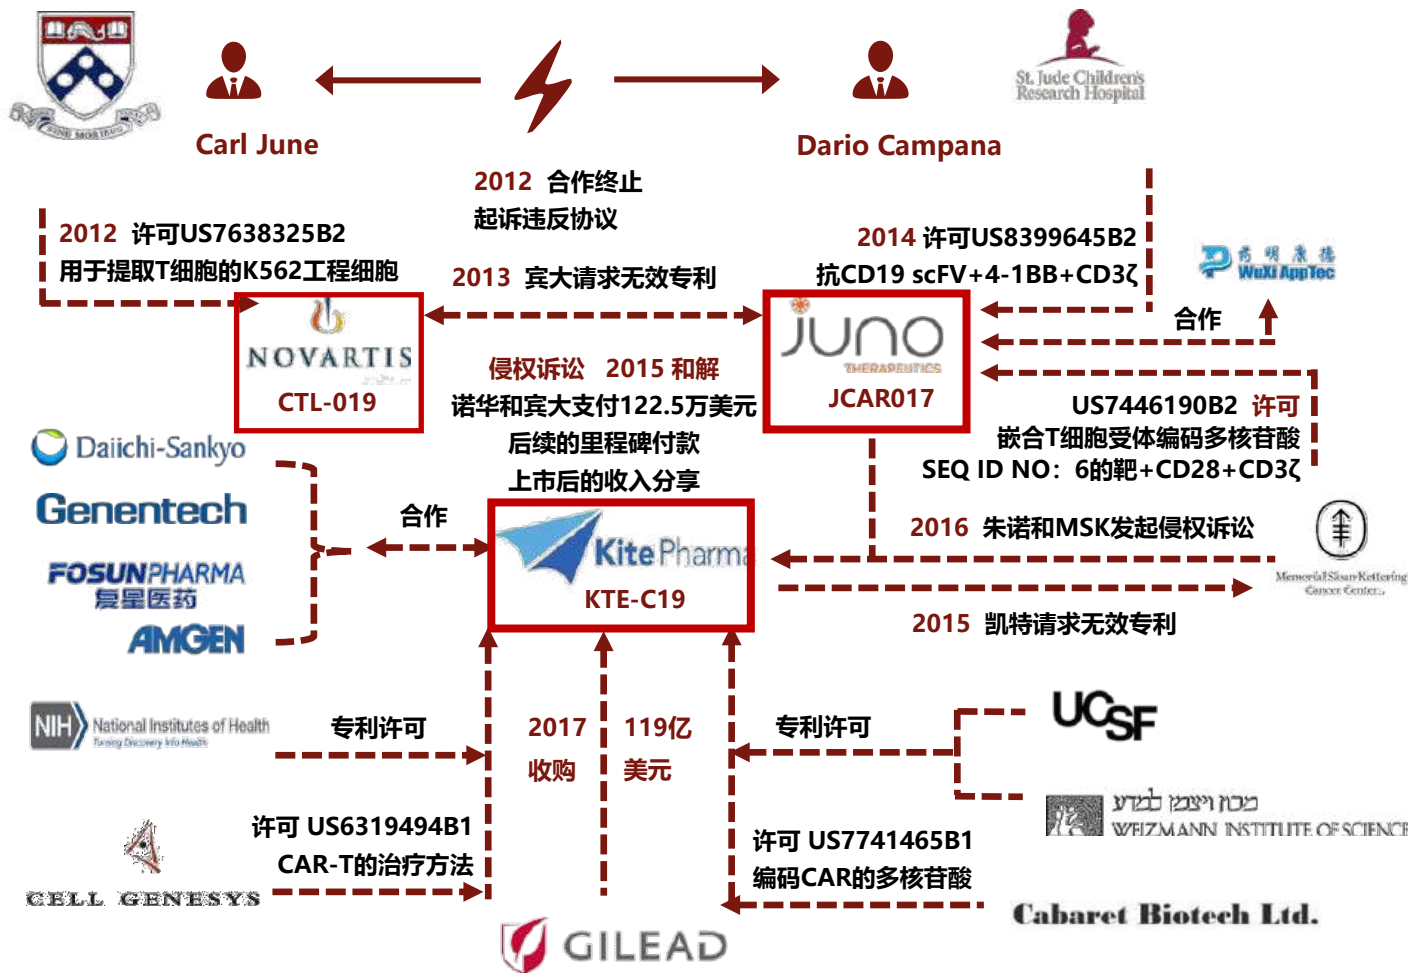 St. Jude Children's
Research Hospital
Carl June
Dario Campana
2012 合作终止
起诉违反协议
2012 许可US7638325B2
用于提取T细胞的K562工程细胞
2014 许可US8399645B2
抗CD19 scFV+4-1BB+CD3ζ
药明康德
WuXi AppTec
2013 宾大请求无效专利
合作
NOVARTIS
CTL-019
juno
THERAPEUTICS
JCAR017
侵权诉讼 2015 和解
诺华和宾大支付122.5万美元
后续的里程碑付款
上市后的收入分享
US7446190B2 许可
嵌合T细胞受体编码多核苷酸
SEQ ID NO：6的靶+CD28+CD3ζ
Daiichi-Sankyo
Genentech
FOSUNPHARMA
复星医药
AMGEN
合作
Kite Pharma
KTE-C19
2016 朱诺和MSK发起侵权诉讼
Memorial Sloan Kettering
Cancer Center
2015 凯特请求无效专利
NIH
National Institutes of Health
Turning Discovery Into Health
专利许可
2017
收购
119亿
美元
专利许可
UCSF
מכון ויצמן למדע
WEIZMANN INSTITUTE OF SCIENCE
许可 US6319494B1
CAR-T的治疗方法
CELL GENESYS
许可 US7741465B1
编码CAR的多核苷酸
Cabaret Biotech Ltd.
GILEAD